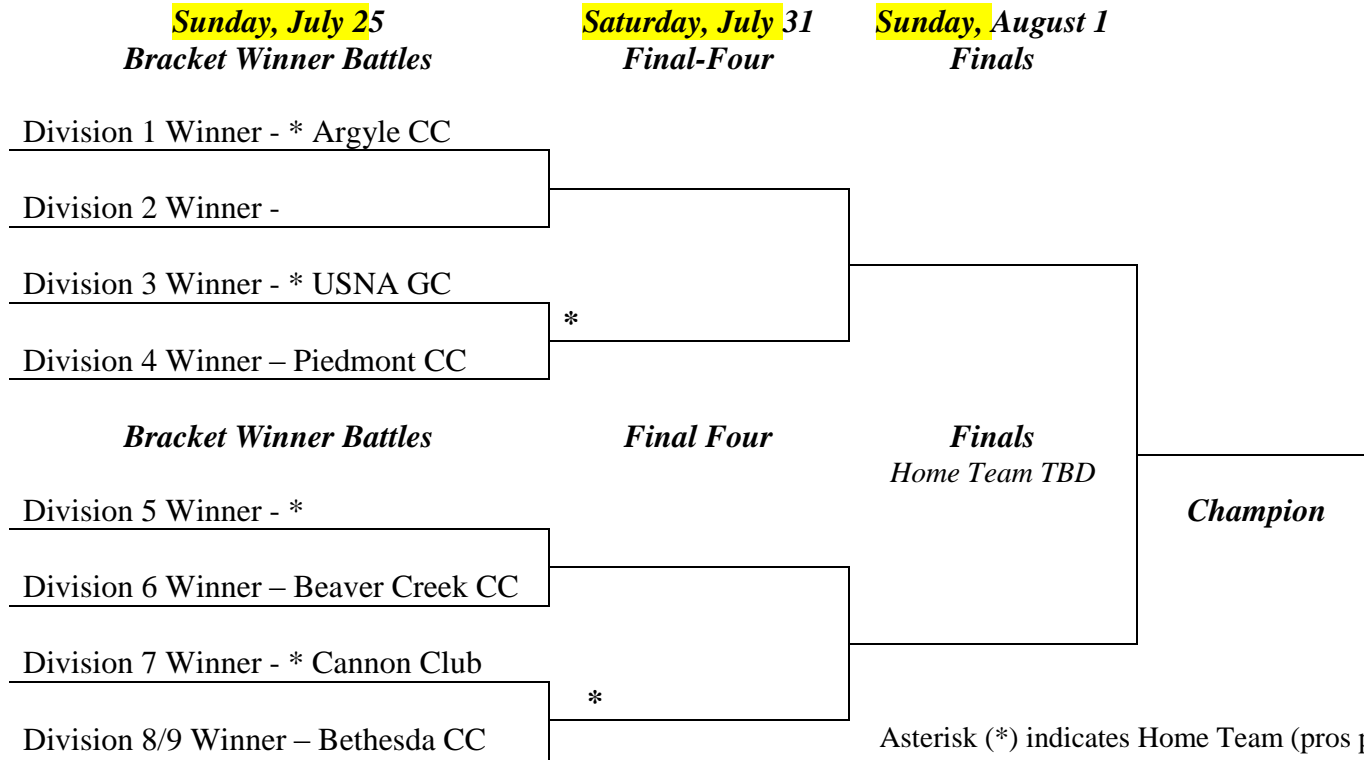 Sunday, July 25 Saturday, July 31 Sunday, August 1
Bracket Winner Battles Final-Four Finals
Division 1 Winner - * Argyle CC
Division 2 Winner -
Division 3 Winner - * USNA GC
*
Division 4 Winner – Piedmont CC
Bracket Winner Battles Final Four Finals
Home Team TBD
Division 5 Winner - *
Champion
Division 6 Winner – Beaver Creek CC
Division 7 Winner - * Cannon Club
*
Division 8/9 Winner – Bethesda CC
Asterisk (*) indicates Home Team (pros